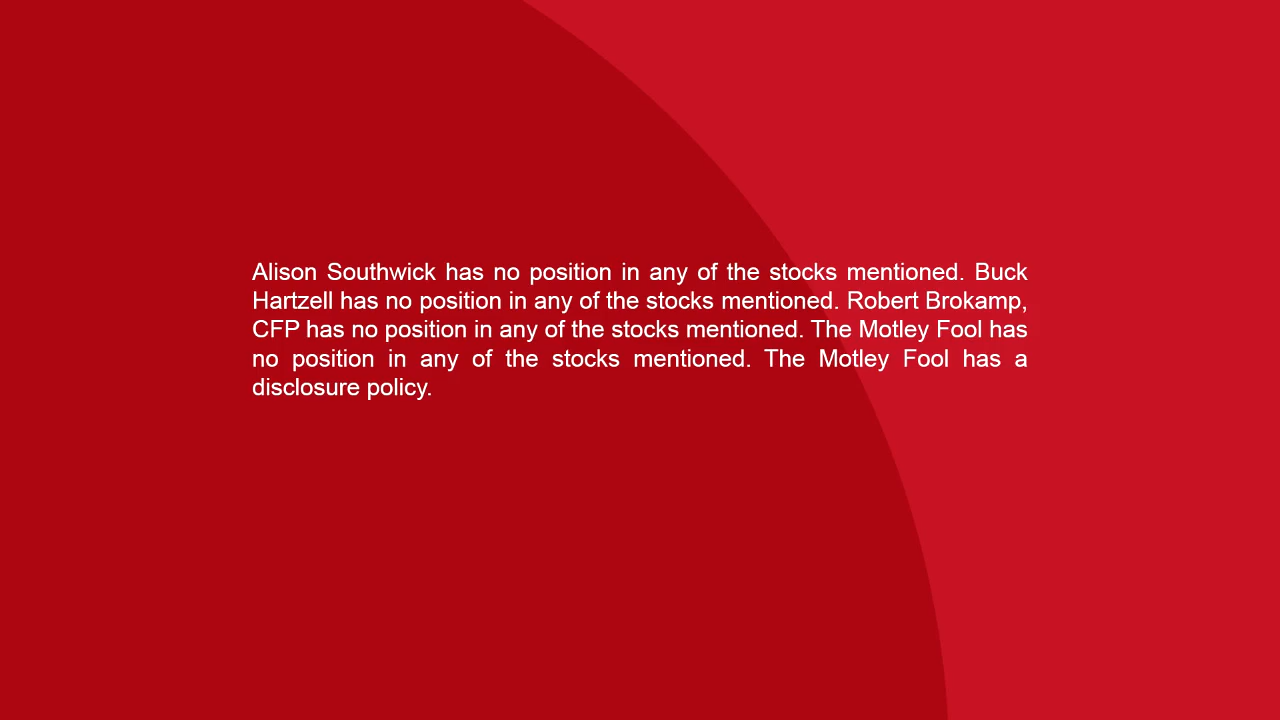 Alison Southwick has no position in any of the stocks mentioned. Buck
Hartzell has no position in any of the stocks mentioned. Robert Brokamp,
CFP has no position in any of the stocks mentioned. The Motley Fool has
no position in any of the stocks mentioned. The Motley Fool has a
disclosure policy.